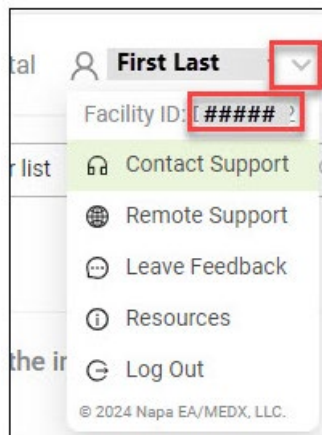 tal First Last
Facility ID: #####
r list Contact Support
Remote Support
Leave Feedback
Resources
the in Log Out
© 2024 Napa EA/MEDX, LLC.